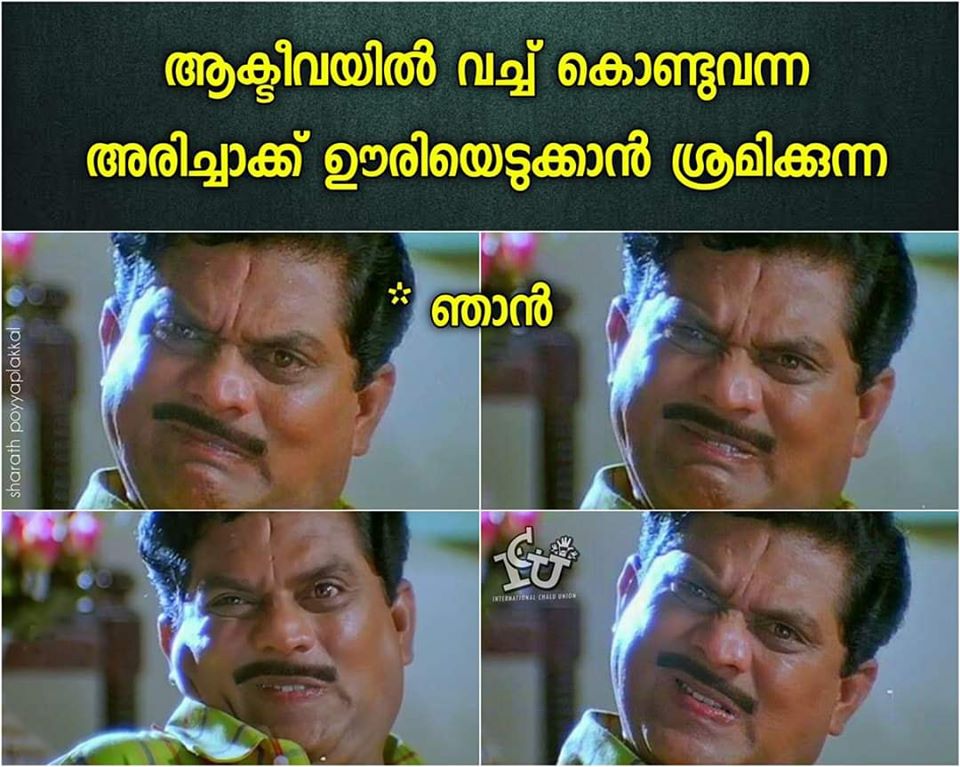 ആക്ടീവയിൽ വച്ച് കൊണ്ടുവന്ന
അരിച്ചാക്ക് ഊരിയെടുക്കാൻ ശ്രമിക്കുന്ന
* ഞാൻ
sharath poyyaplakkal
ICU
INTERNATIONAL CHALU UNION